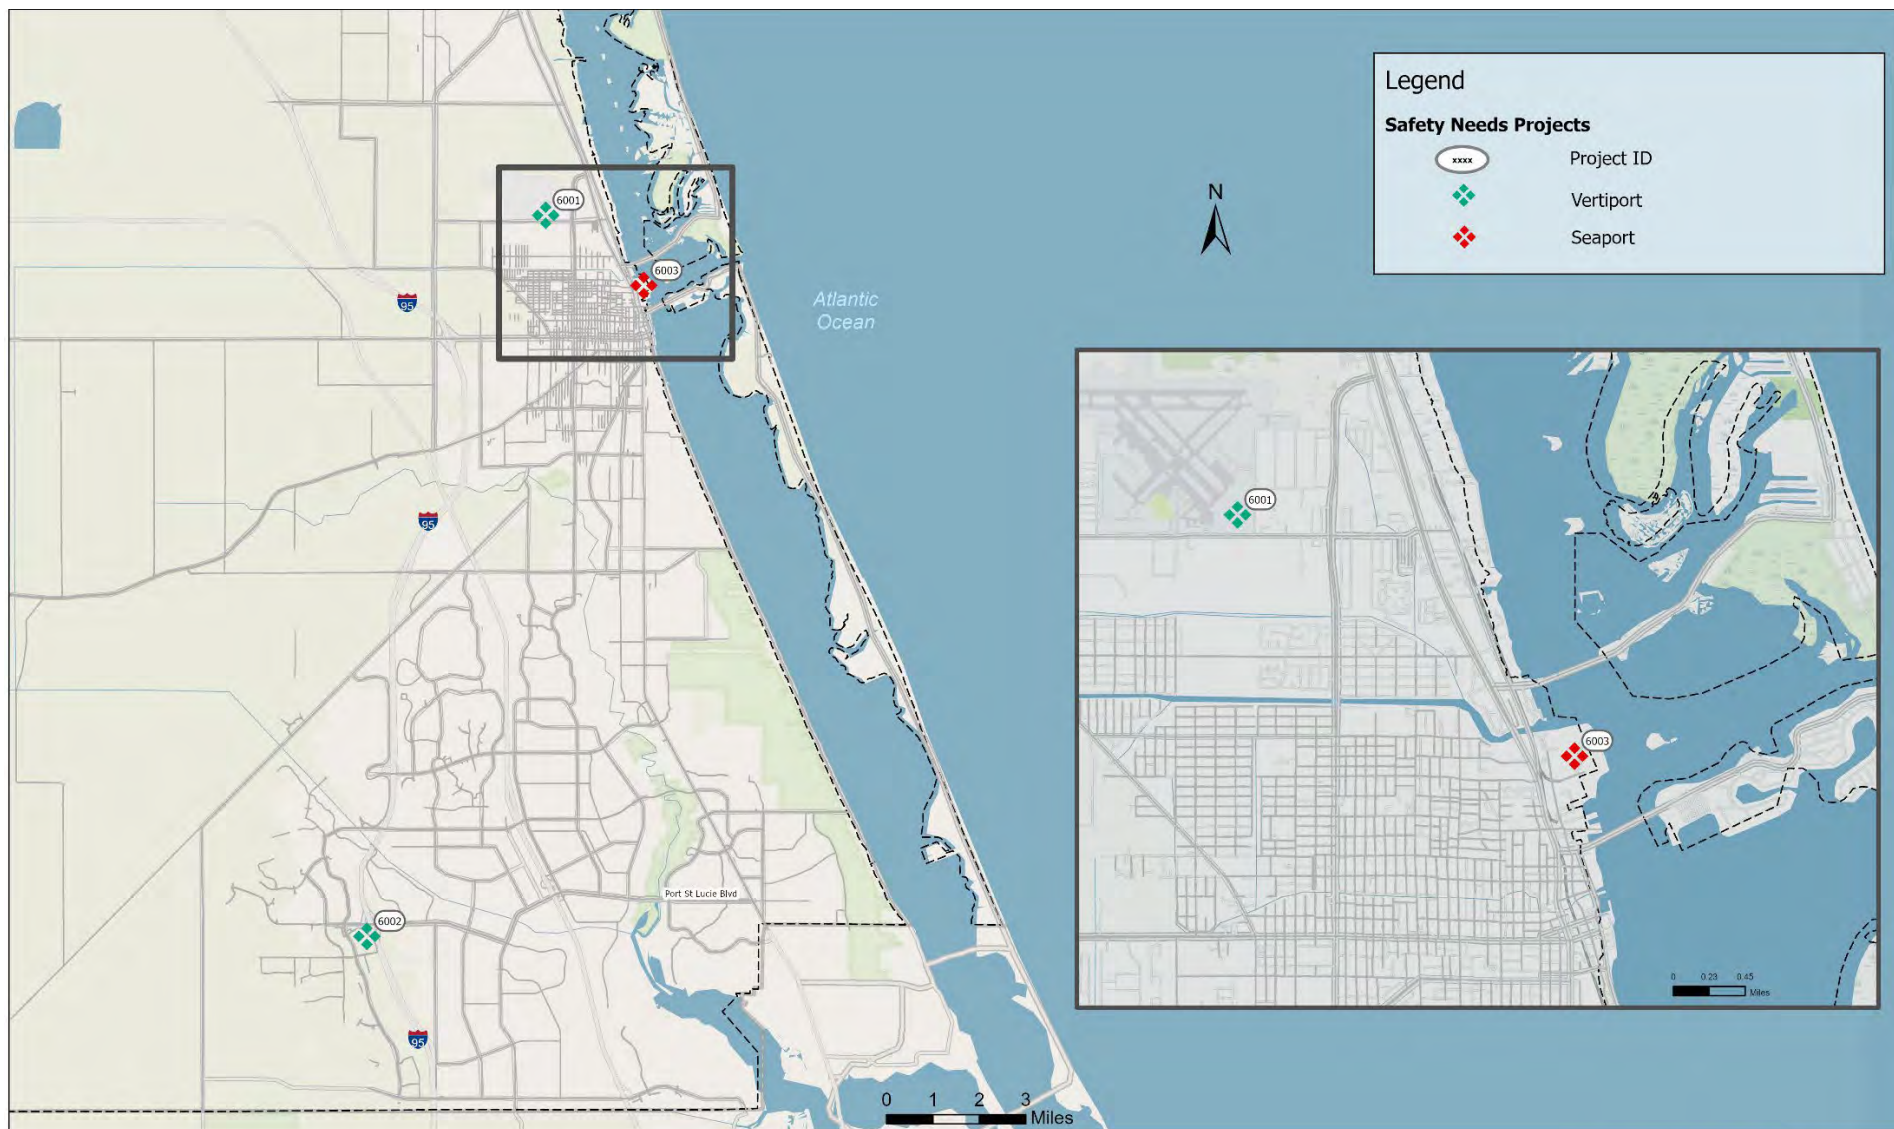 Legend
Safety Needs Projects
xxxx Project ID
Vertiport
Seaport
N
6001
6003
95
Atlantic
Ocean
95
Port St Lucie Blvd
6002
95
0 1 2 3
Miles
6001
6003
0 0.23 0.45
Miles